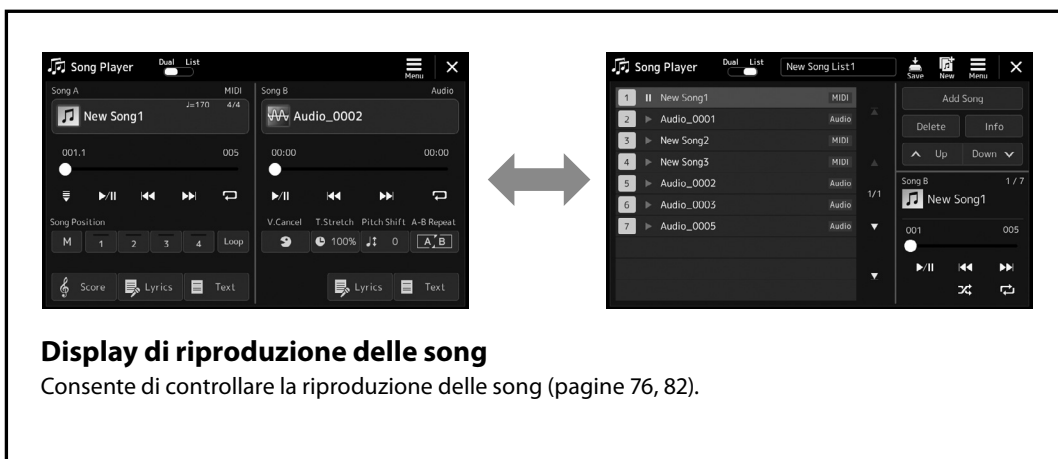 Song Player
Dual List
Menu
Song A MIDI
♩=170 4/4
New Song1
001.1 005
Song Position
M 1 2 3 4 Loop
Score Lyrics Text
Song B Audio
Audio_0002
00:00 00:00
V.Cancel T.Stretch Pitch Shift A-B Repeat
100% 0 A B
Lyrics Text
Song Player
Dual List
New Song List1
Save New Menu
1 New Song1 MIDI
2 Audio_0001 Audio
3 New Song2 MIDI
4 New Song3 MIDI
5 Audio_0002 Audio
6 Audio_0003 Audio
7 Audio_0005 Audio
1/1
Add Song
Delete Info
Up Down
Song B 1 / 7
New Song1
001 005
Display di riproduzione delle song
Consente di controllare la riproduzione delle song (pagine 76, 82).